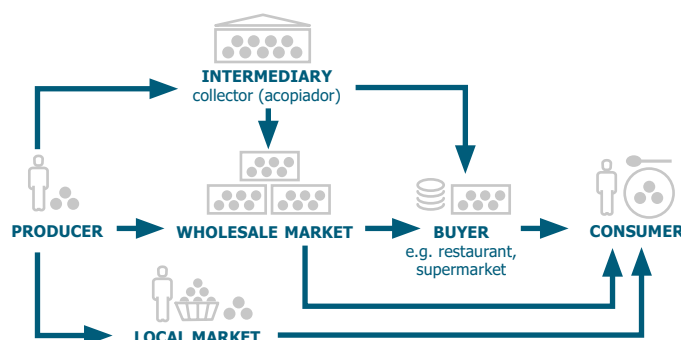 INTERMEDIARY
collector (acopiador)
PRODUCER
WHOLESALE MARKET
BUYER
e.g. restaurant,
supermarket
CONSUMER
LOCAL MARKET